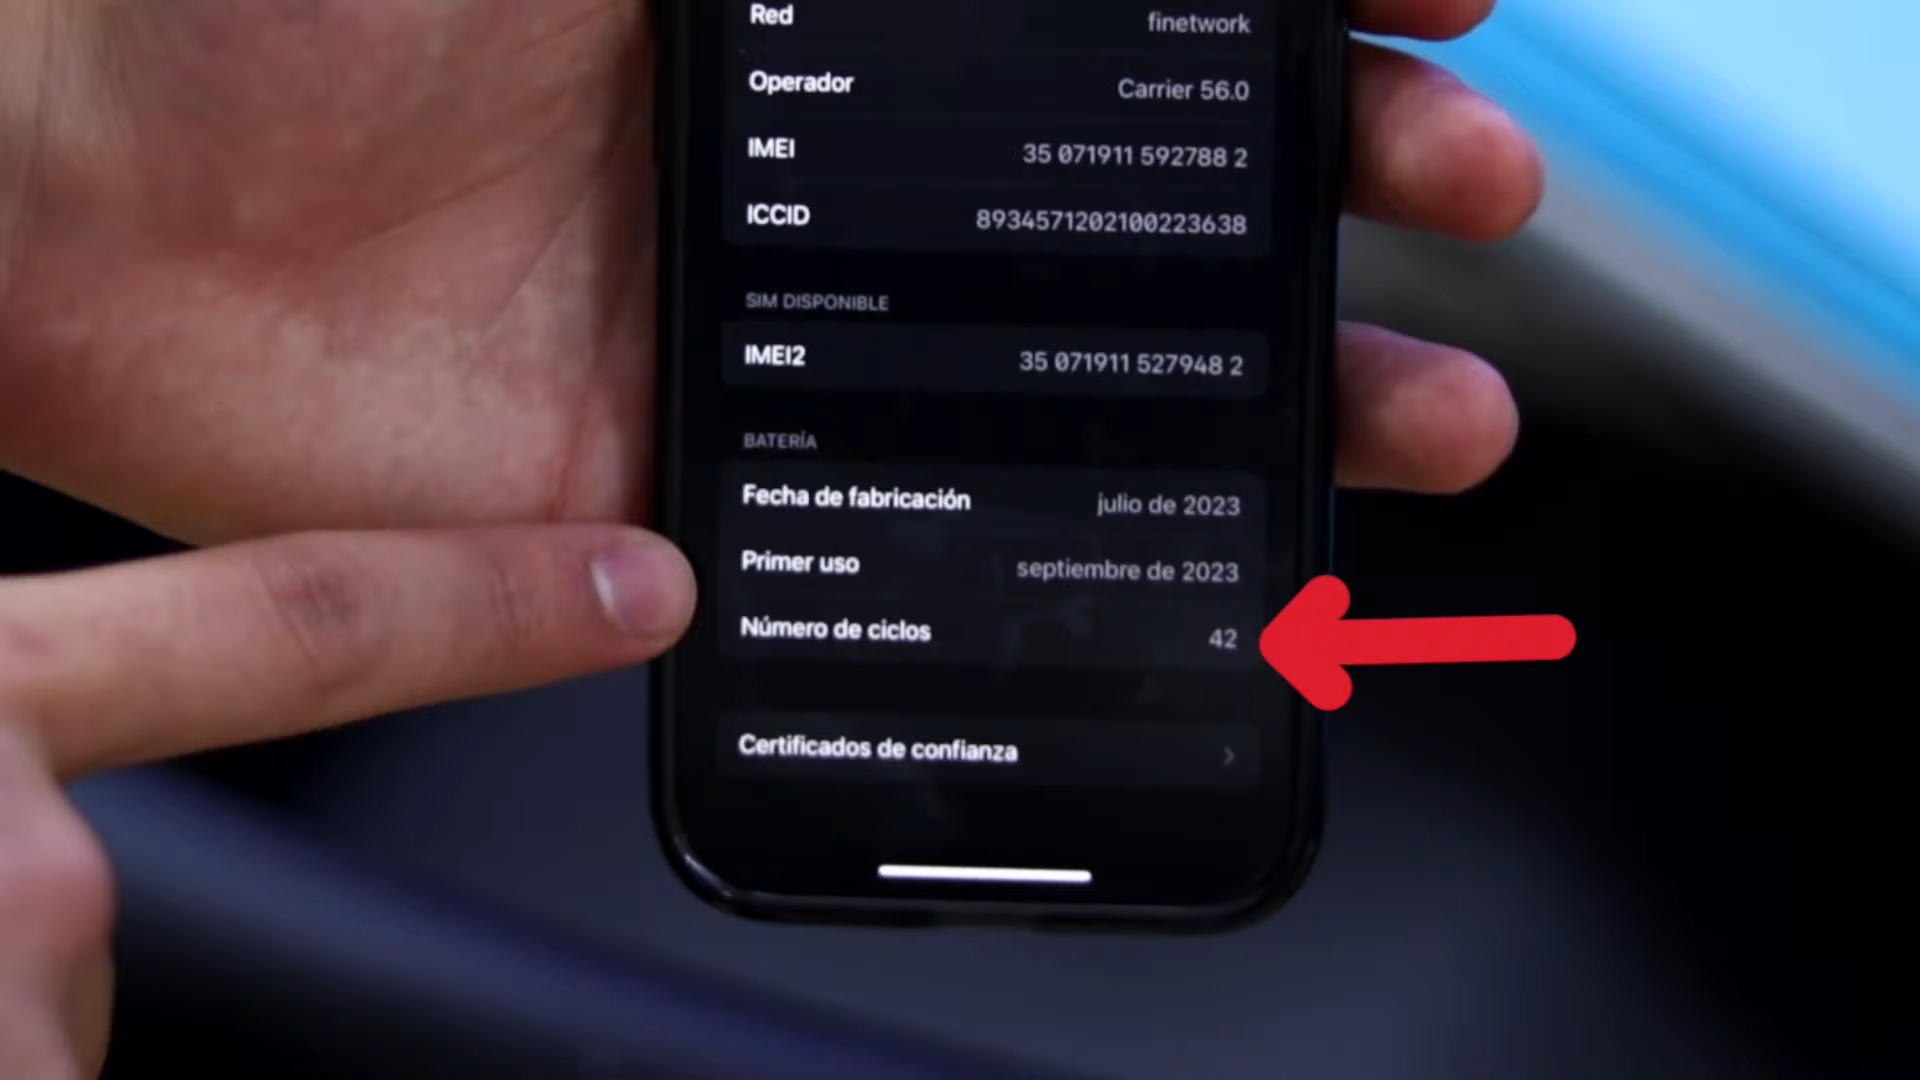 Red finetwork
Operador Carrier 56.0
IMEI 35 071911 592788 2
ICCID 8934571202100223638
SIM DISPONIBLE
IMEI2 35 071911 527948 2
BATERÍA
Fecha de fabricación julio de 2023
Primer uso septiembre de 2023
Número de ciclos 42
Certificados de confianza